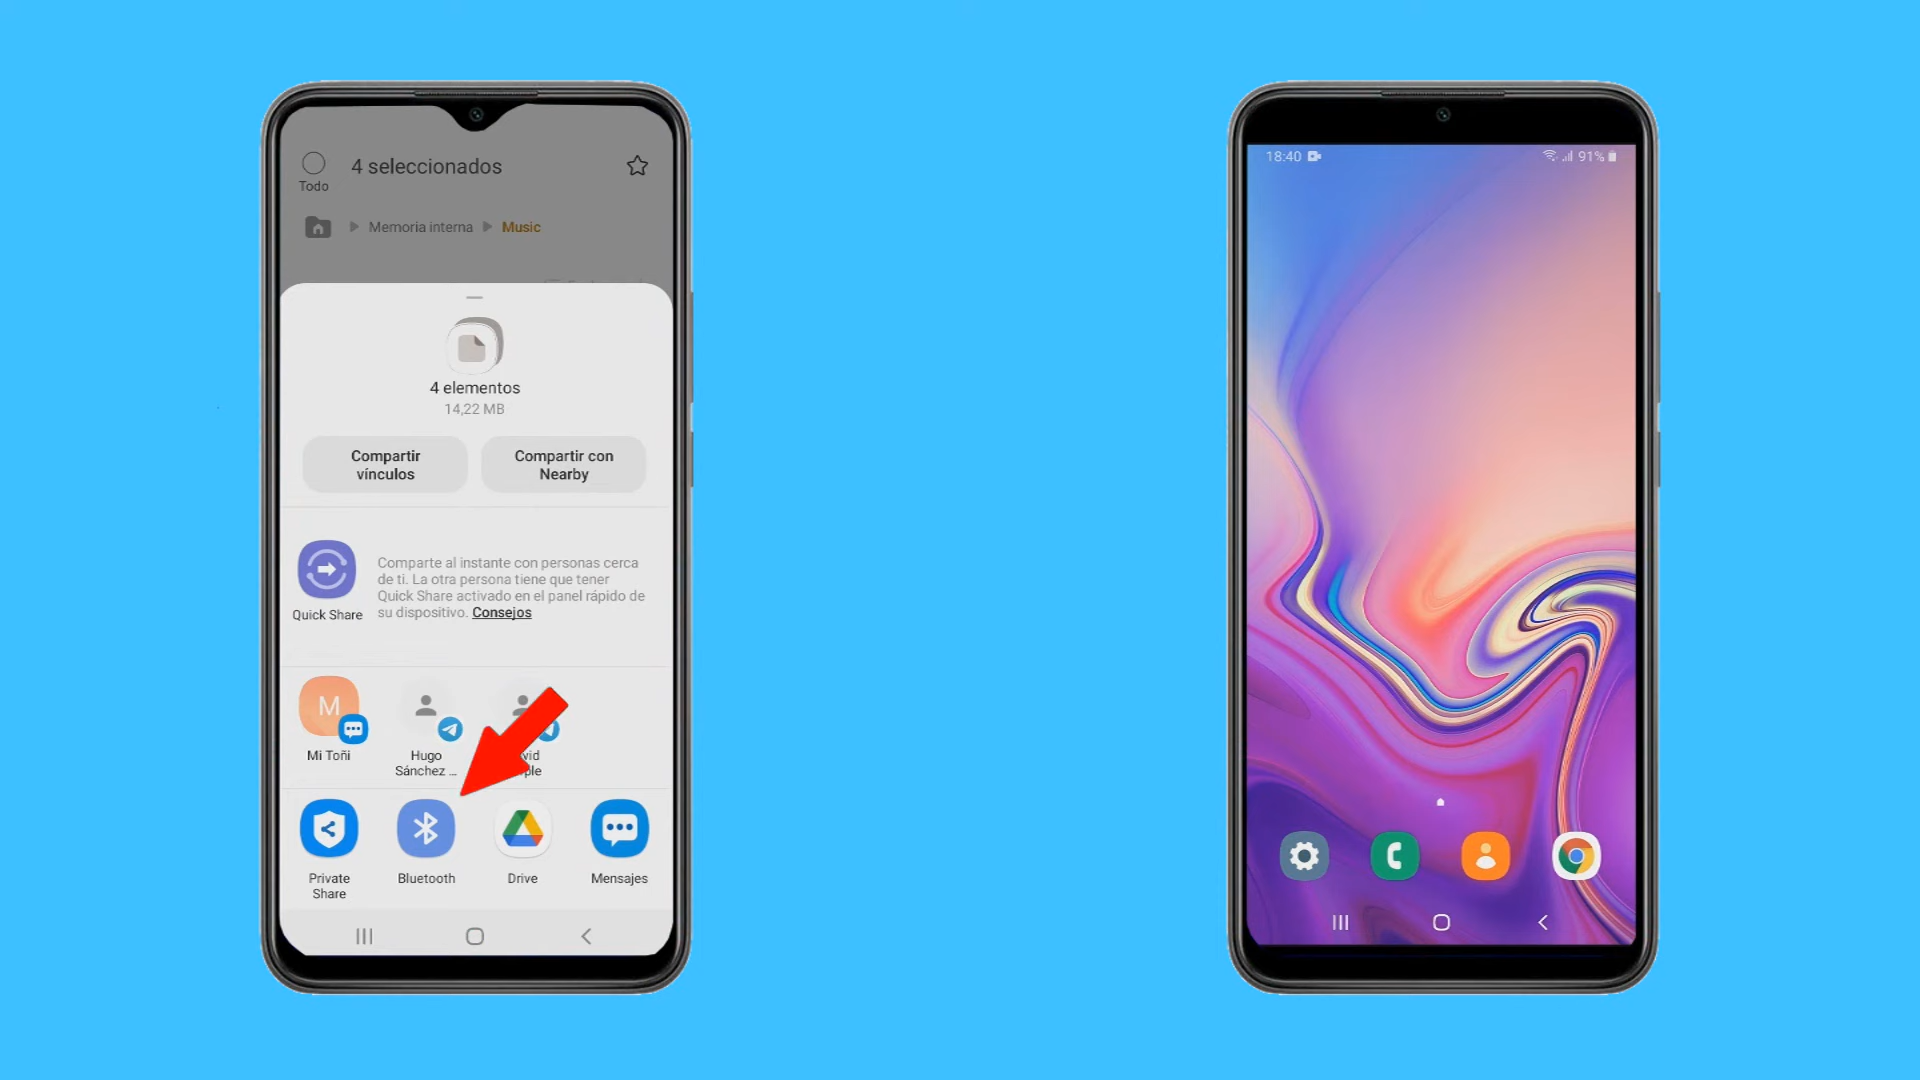 4 seleccionados
Todo
Memoria interna
Music
4 elementos
14,22 MB
Compartir
vínculos
Compartir con
Nearby
Quick Share
Comparte al instante con personas cerca
de ti. La otra persona tiene que tener
Quick Share activado en el panel rápido de
su dispositivo. Consejos
M
Mi Toñi
Hugo
Sánchez ...
Private
Share
Bluetooth
Drive
Mensajes
18:40
91%